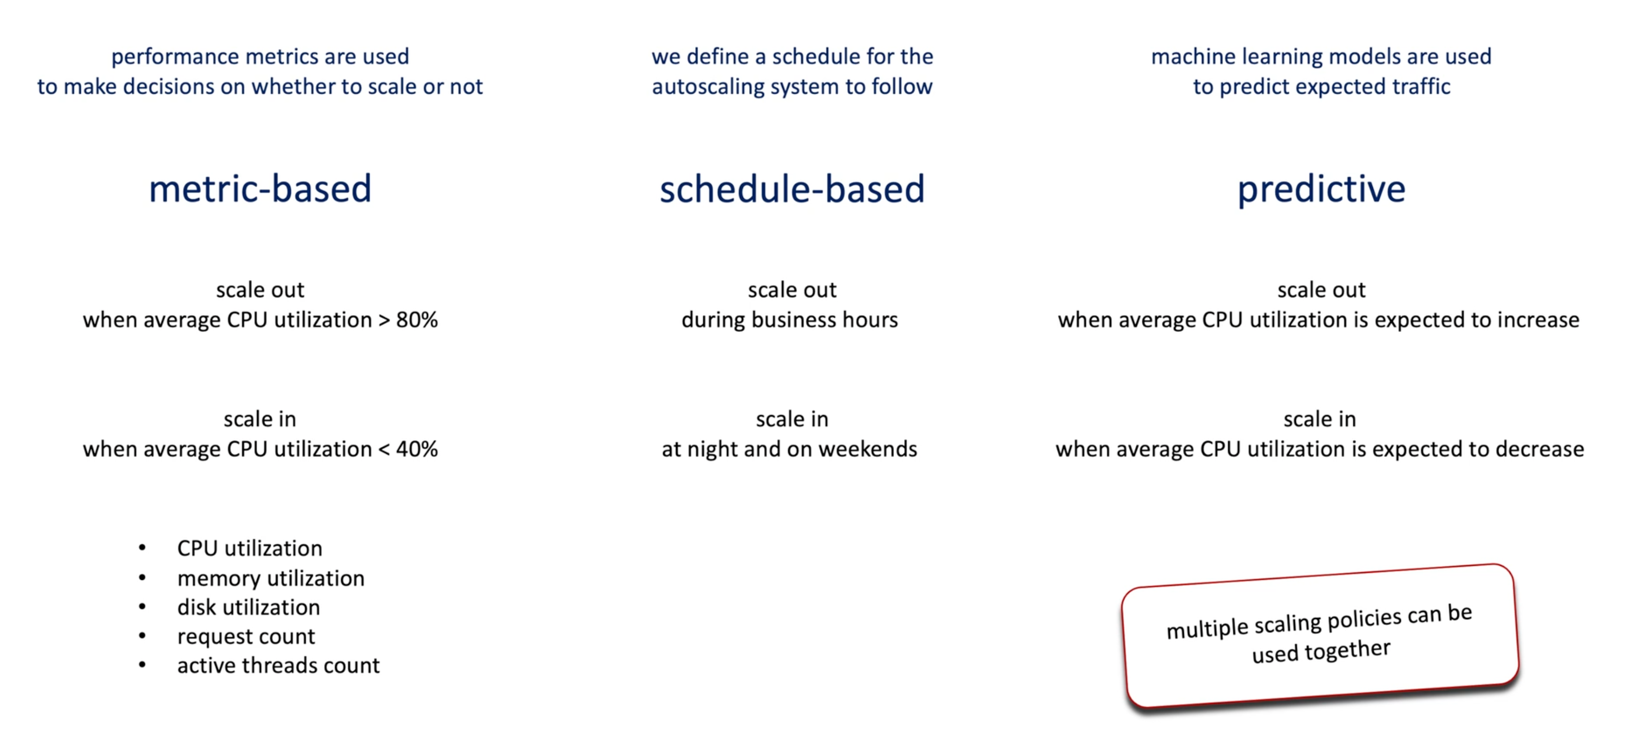 performance metrics are used
to make decisions on whether to scale or not
metric-based
scale out
when average CPU utilization > 80%
scale in
when average CPU utilization < 40%
• CPU utilization
• memory utilization
• disk utilization
• request count
• active threads count
we define a schedule for the
autoscaling system to follow
schedule-based
scale out
during business hours
scale in
at night and on weekends
machine learning models are used
to predict expected traffic
predictive
scale out
when average CPU utilization is expected to increase
scale in
when average CPU utilization is expected to decrease
multiple scaling policies can be
used together